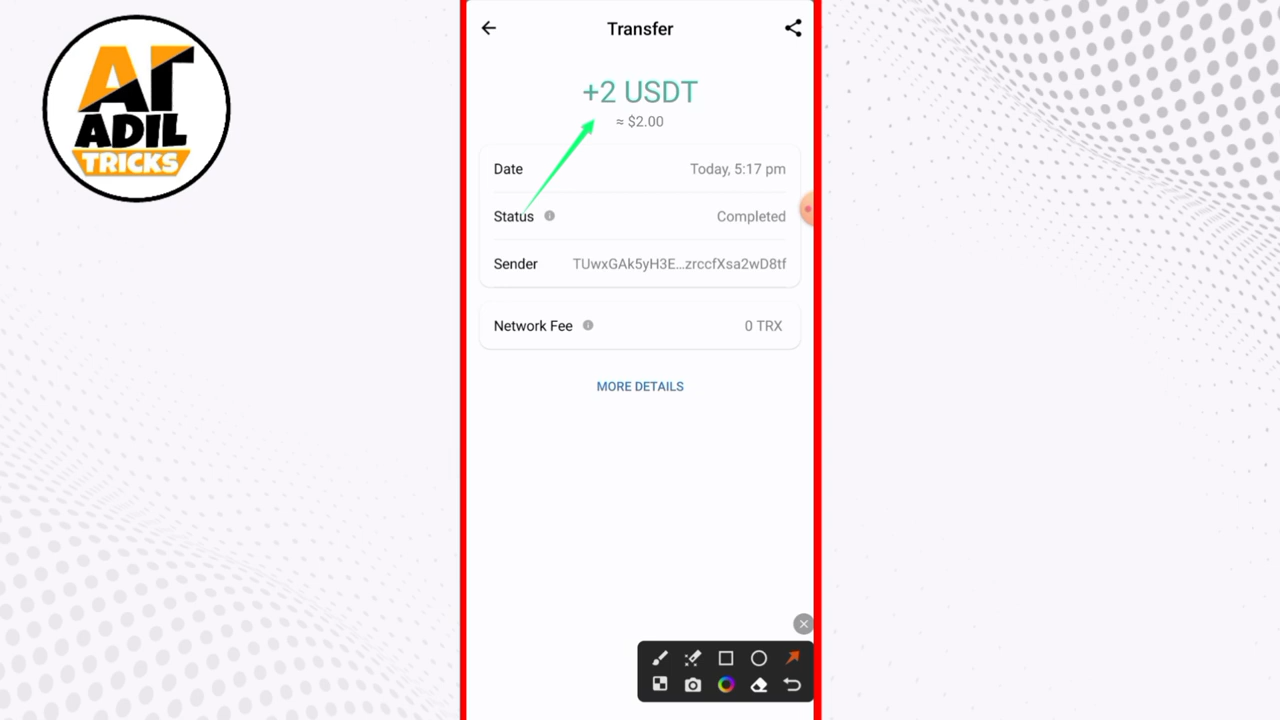 AT
ADIL
TRICKS
Transfer
+2 USDT
≈ $2.00
Date Today, 5:17 pm
Status Completed
Sender TUwxGAk5yH3E...zrccfXsa2wD8tf
Network Fee 0 TRX
MORE DETAILS